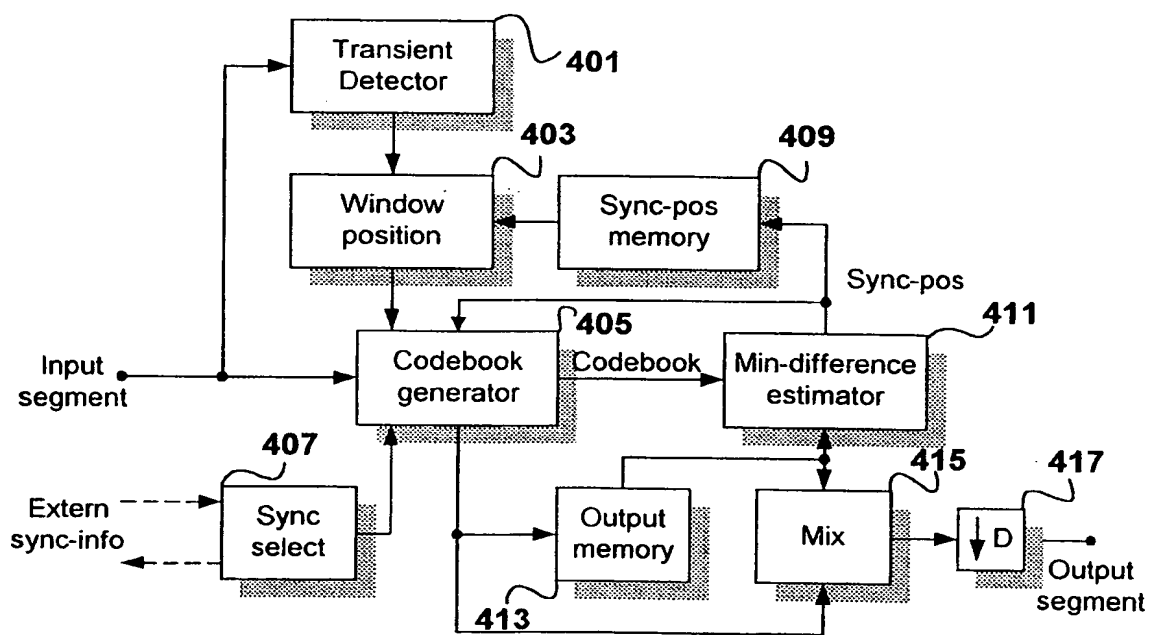 Transient
Detector
401
403
409
Window
position
Sync-pos
memory
Sync-pos
405
411
Input
segment
Codebook
generator
Codebook
Min-difference
estimator
407
415
417
Extern
sync-info
Sync
select
Output
memory
Mix
D
413
Output
segment